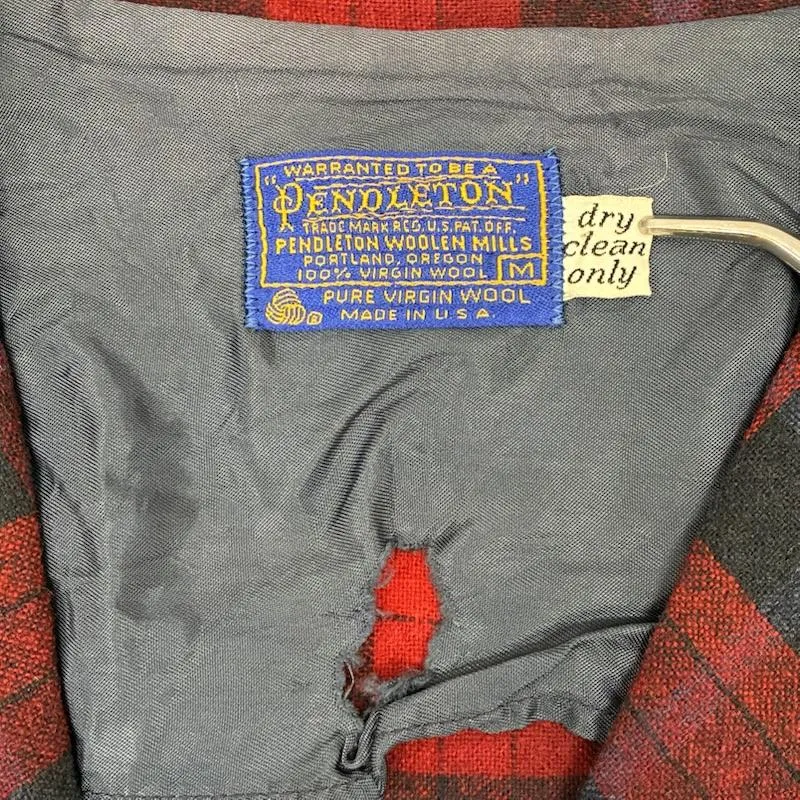 WARRANTED TO BE A
"PENDLETON"
TRADE MARK REG. U.S. PAT. OFF.
PENDLETON WOOLEN MILLS
PORTLAND, OREGON
100% VIRGIN WOOL M
PURE VIRGIN WOOL
® MADE IN U.S.A.
dry
clean
only